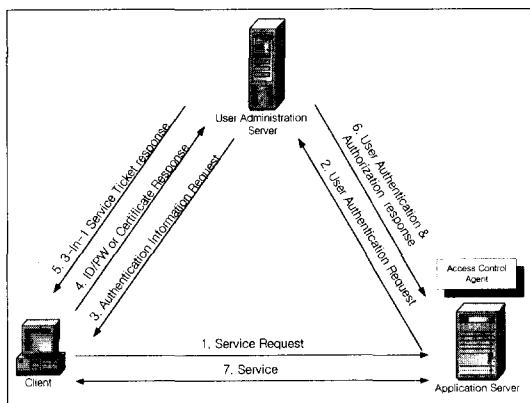 User Administration
Server
5. 3-In-1 Service Ticket response
4. ID/PW or Certificate Response
3. Authentication Information Request
6. User Authentication &
Authorization response
2. User Authentication Request
Access Control
Agent
1. Service Request
7. Service
Client
Application Server